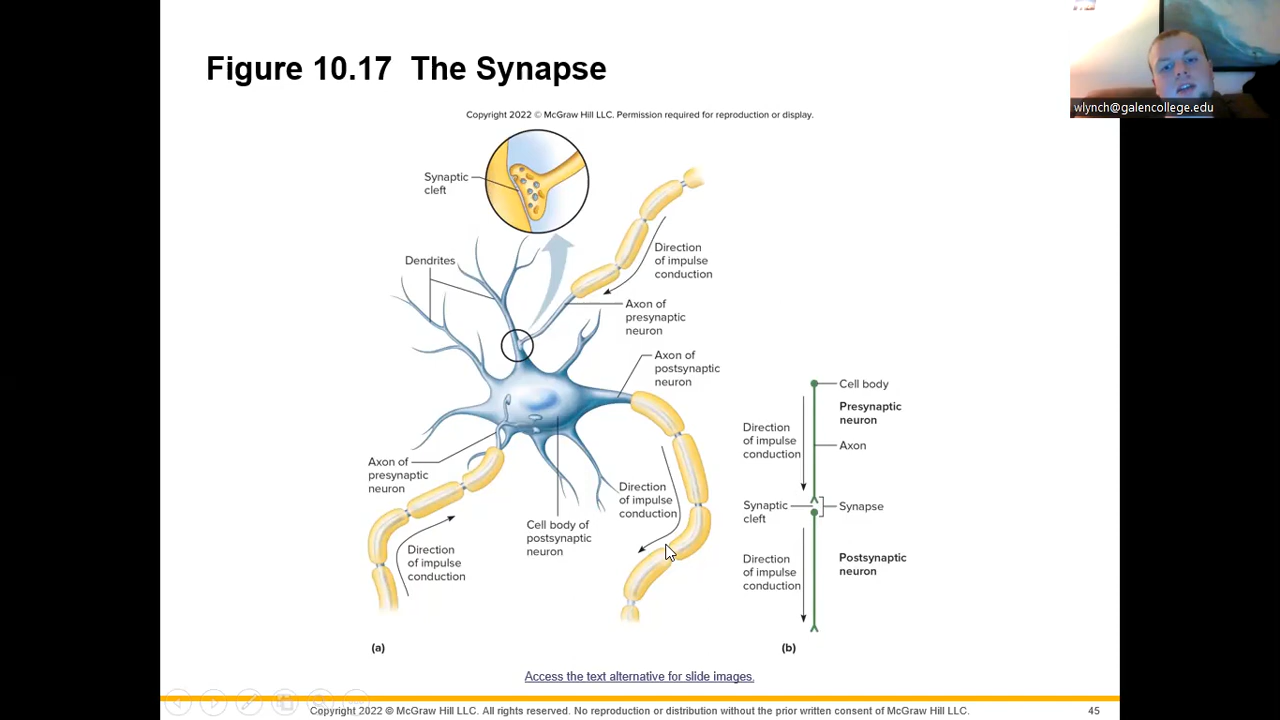 Figure 10.17 The Synapse
wlynch@galencollege.edu
Copyright 2022 © McGraw Hill LLC. Permission required for reproduction or display.
Synaptic
cleft
Dendrites
Direction
of impulse
conduction
Axon of
presynaptic
neuron
Axon of
postsynaptic
neuron
Axon of
presynaptic
neuron
Direction
of impulse
conduction
Cell body of
postsynaptic
neuron
Direction
of impulse
conduction
(a)
Cell body
Presynaptic
neuron
Direction
of impulse
conduction
Axon
Synaptic
cleft
Synapse
Direction
of impulse
conduction
Postsynaptic
neuron
(b)
Access the text alternative for slide images.
Copyright 2022 © McGraw Hill LLC. All rights reserved. No reproduction or distribution without the prior written consent of McGraw Hill LLC.
45